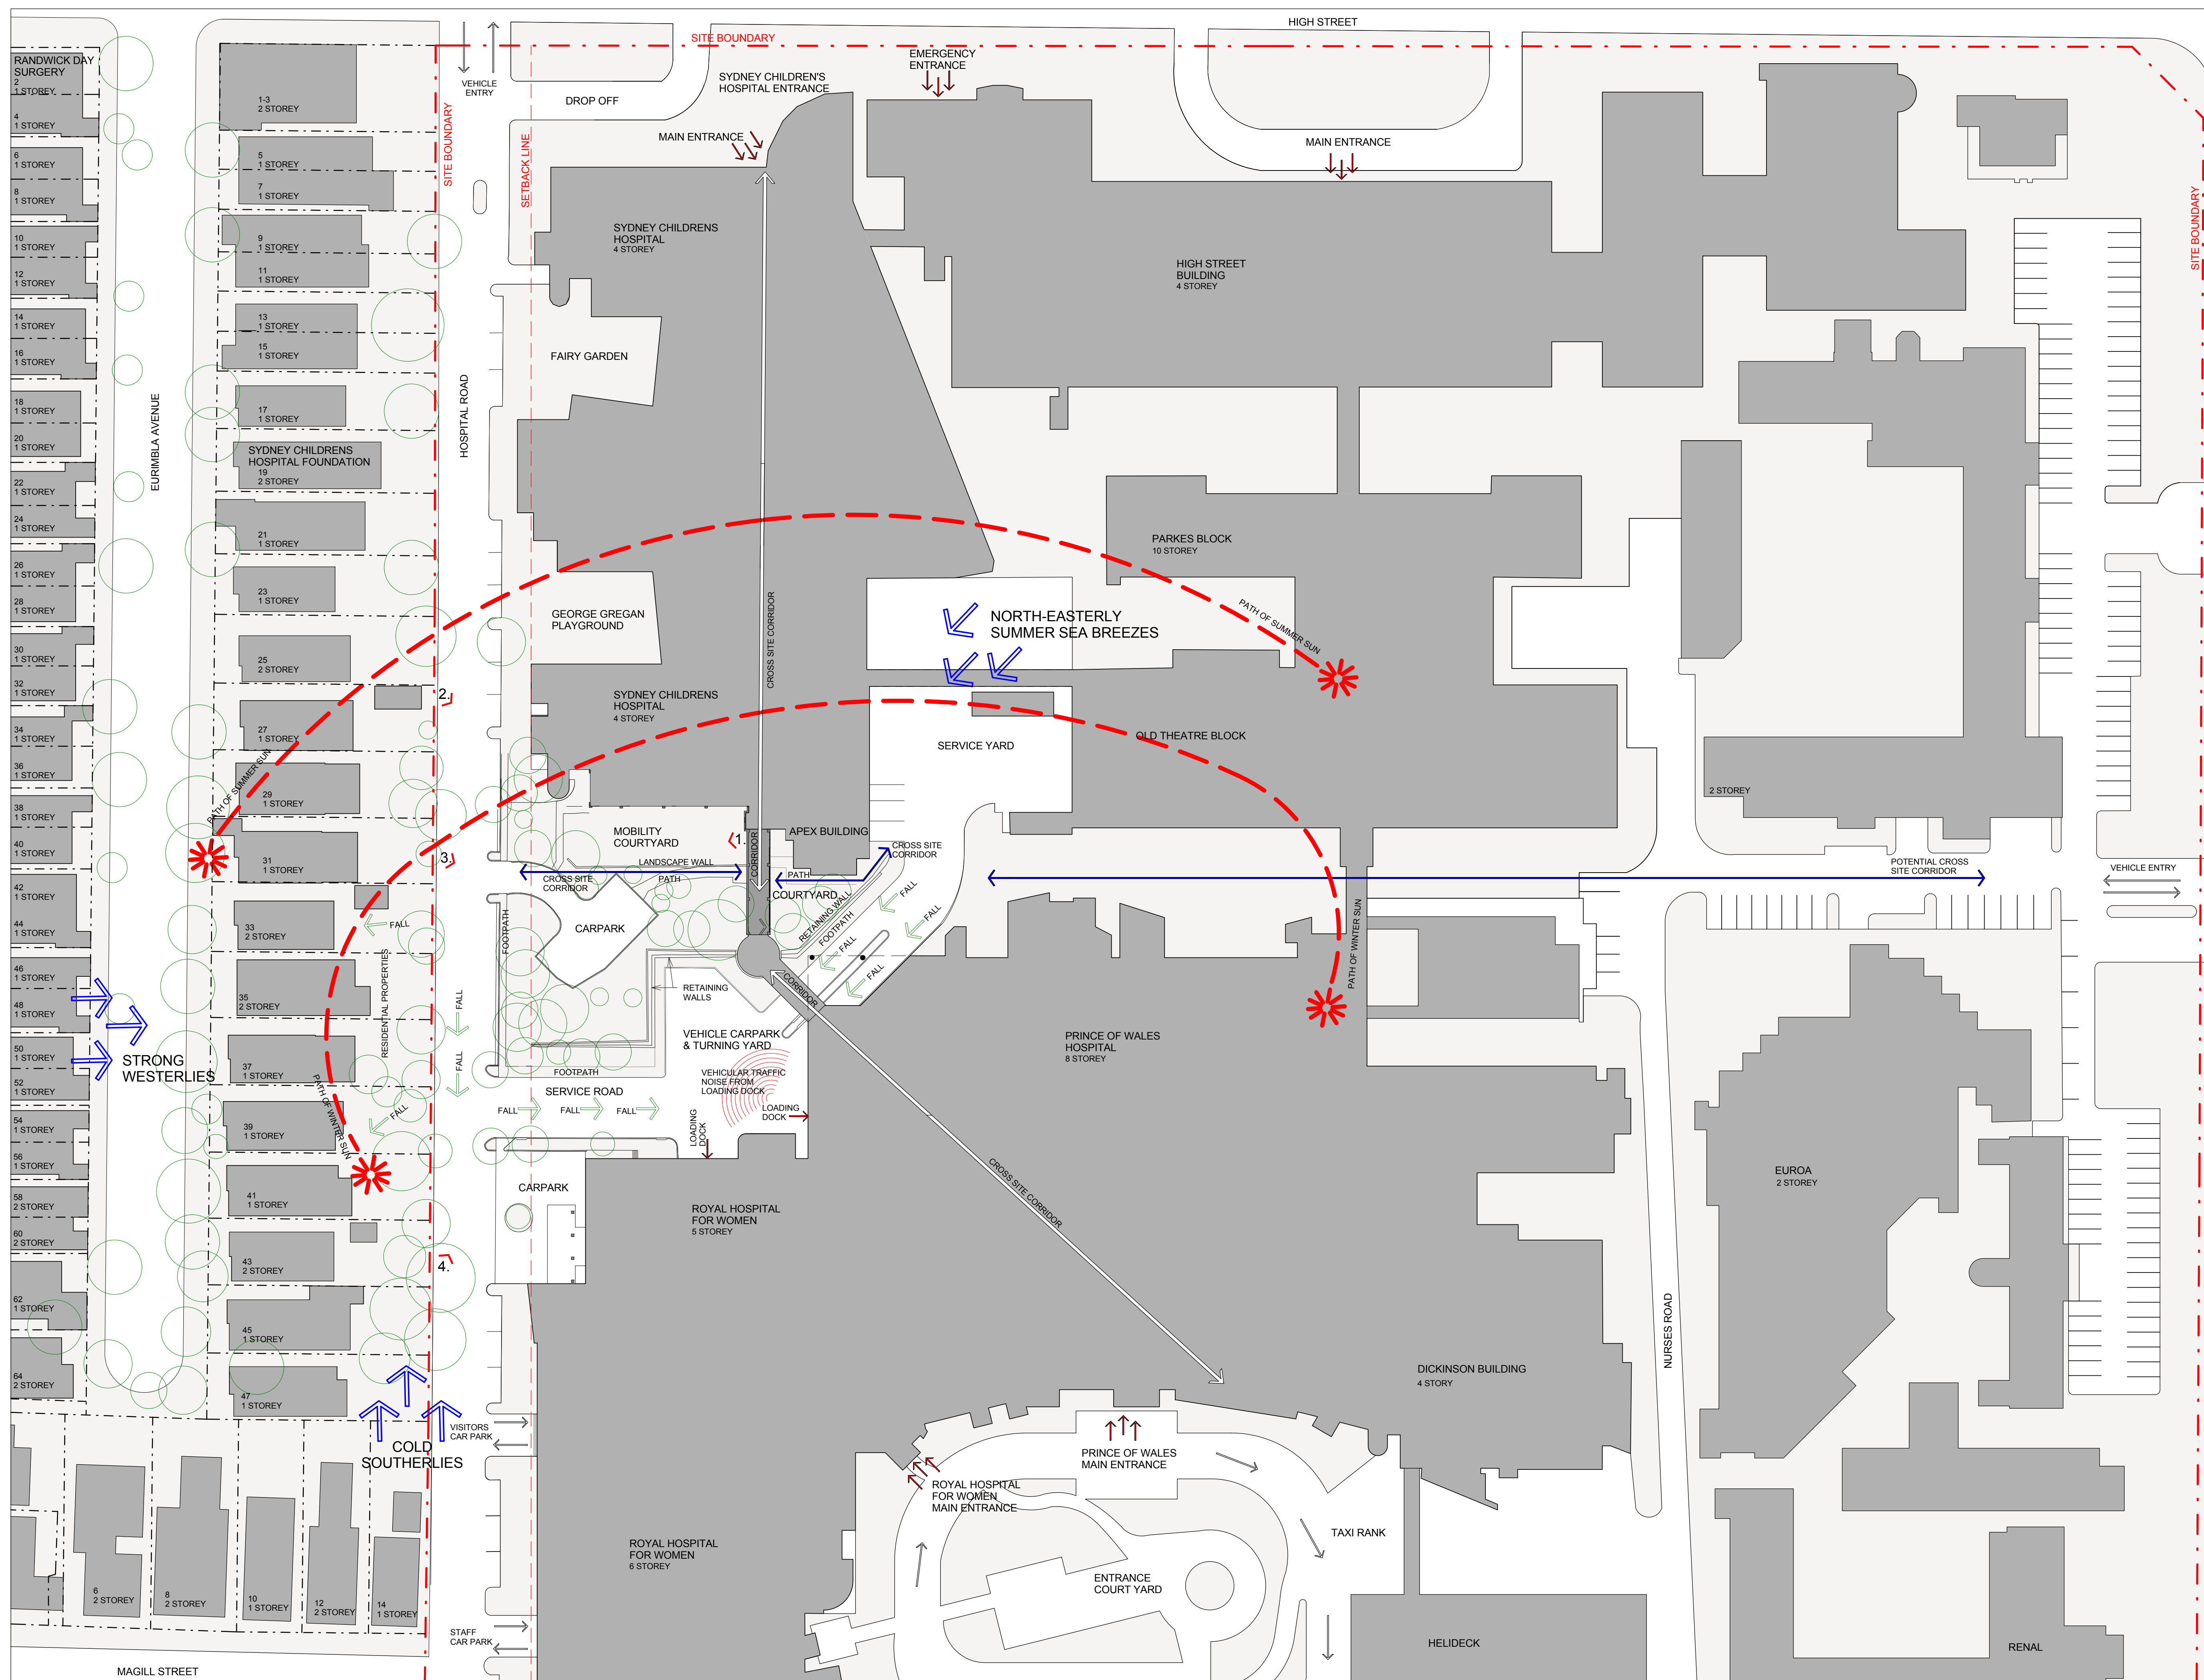 HIGH STREET
SITE BOUNDARY
EMERGENCY
ENTRANCE
SYDNEY CHILDREN'S
HOSPITAL ENTRANCE
VEHICLE
ENTRY
DROP OFF
MAIN ENTRANCE
MAIN ENTRANCE
SITE BOUNDARY
SETBACK LINE
SITE BOUNDARY
RANDWICK DAY
SURGERY
2
1 STOREY
4
1 STOREY
6
1 STOREY
8
1 STOREY
10
1 STOREY
12
1 STOREY
14
1 STOREY
16
1 STOREY
18
1 STOREY
20
1 STOREY
22
1 STOREY
24
1 STOREY
26
1 STOREY
28
1 STOREY
30
1 STOREY
32
1 STOREY
34
1 STOREY
36
1 STOREY
38
1 STOREY
40
1 STOREY
42
1 STOREY
44
1 STOREY
46
1 STOREY
48
1 STOREY
50
1 STOREY
52
1 STOREY
54
1 STOREY
56
1 STOREY
58
2 STOREY
60
2 STOREY
62
1 STOREY
64
2 STOREY
EURIMBLA AVENUE
1-3
2 STOREY
5
1 STOREY
7
1 STOREY
9
1 STOREY
11
1 STOREY
13
1 STOREY
15
1 STOREY
17
1 STOREY
SYDNEY CHILDRENS
HOSPITAL FOUNDATION
19
2 STOREY
21
1 STOREY
23
1 STOREY
25
2 STOREY
27
1 STOREY
29
1 STOREY
31
1 STOREY
33
2 STOREY
35
2 STOREY
37
1 STOREY
39
1 STOREY
41
1 STOREY
43
2 STOREY
45
1 STOREY
47
1 STOREY
PATH OF SUMMER SUN
PATH OF WINTER SUN
RESIDENTIAL PROPERTIES
FALL
FALL
STRONG
WESTERLIES
COLD
SOUTHERLIES
6
2 STOREY
8
2 STOREY
10
1 STOREY
12
2 STOREY
14
1 STOREY
MAGILL STREET
HOSPITAL ROAD
2.
3.
4.
FALL
FALL
VISITORS
CAR PARK
STAFF
CAR PARK
SYDNEY CHILDRENS
HOSPITAL
4 STOREY
FAIRY GARDEN
GEORGE GREGAN
PLAYGROUND
SYDNEY CHILDRENS
HOSPITAL
4 STOREY
CROSS SITE CORRIDOR
MOBILITY
COURTYARD
1.
CORRIDOR
APEX BUILDING
LANDSCAPE WALL
PATH
PATH
CROSS SITE
CORRIDOR
CROSS SITE
CORRIDOR
COURTYARD
RETAINING WALL
FOOTPATH
FALL
FALL
FALL
FALL
FOOTPATH
CARPARK
CORRIDOR
RETAINING
WALLS
VEHICLE CARPARK
& TURNING YARD
VEHICULAR TRAFFIC
NOISE FROM
LOADING DOCK
FOOTPATH
SERVICE ROAD
FALL
FALL
FALL
LOADING
DOCK
LOADING
DOCK
CARPARK
ROYAL HOSPITAL
FOR WOMEN
5 STOREY
ROYAL HOSPITAL
FOR WOMEN
6 STOREY
HIGH STREET
BUILDING
4 STOREY
PARKES BLOCK
10 STOREY
NORTH-EASTERLY
SUMMER SEA BREEZES
PATH OF SUMMER SUN
SERVICE YARD
OLD THEATRE BLOCK
PATH OF WINTER SUN
PRINCE OF WALES
HOSPITAL
8 STOREY
CROSS SITE CORRIDOR
DICKINSON BUILDING
4 STORY
PRINCE OF WALES
MAIN ENTRANCE
ROYAL HOSPITAL
FOR WOMEN
MAIN ENTRANCE
TAXI RANK
ENTRANCE
COURT YARD
HELIDECK
2 STOREY
POTENTIAL CROSS
SITE CORRIDOR
VEHICLE ENTRY
EUROA
2 STOREY
NURSES ROAD
RENAL